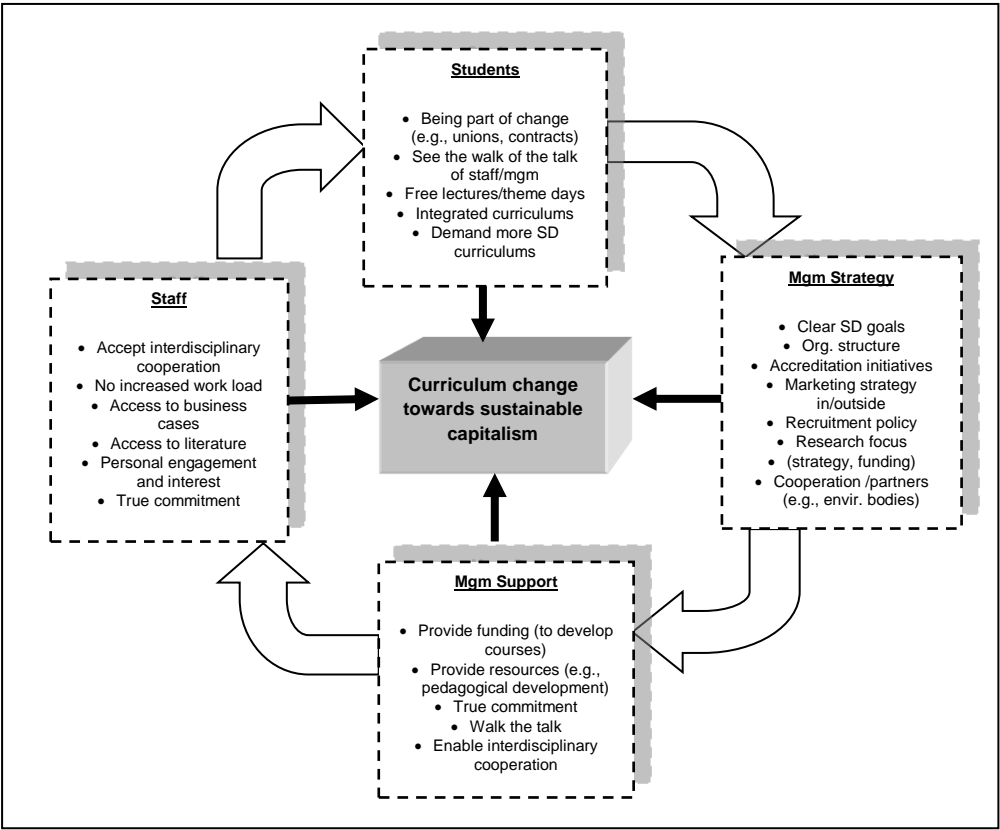 Students
• Being part of change
(e.g., unions, contracts)
• See the walk of the talk
of staff/mgm
• Free lectures/theme days
• Integrated curriculums
• Demand more SD
curriculums
Mgm Strategy
• Clear SD goals
• Org. structure
• Accreditation initiatives
• Marketing strategy
in/outside
• Recruitment policy
• Research focus
• (strategy, funding)
• Cooperation /partners
(e.g., envir. bodies)
Staff
• Accept interdisciplinary
cooperation
• No increased work load
• Access to business
cases
• Access to literature
• Personal engagement
and interest
• True commitment
Curriculum change
towards sustainable
capitalism
Mgm Support
• Provide funding (to develop
courses)
• Provide resources (e.g.,
pedagogical development)
• True commitment
• Walk the talk
• Enable interdisciplinary
cooperation